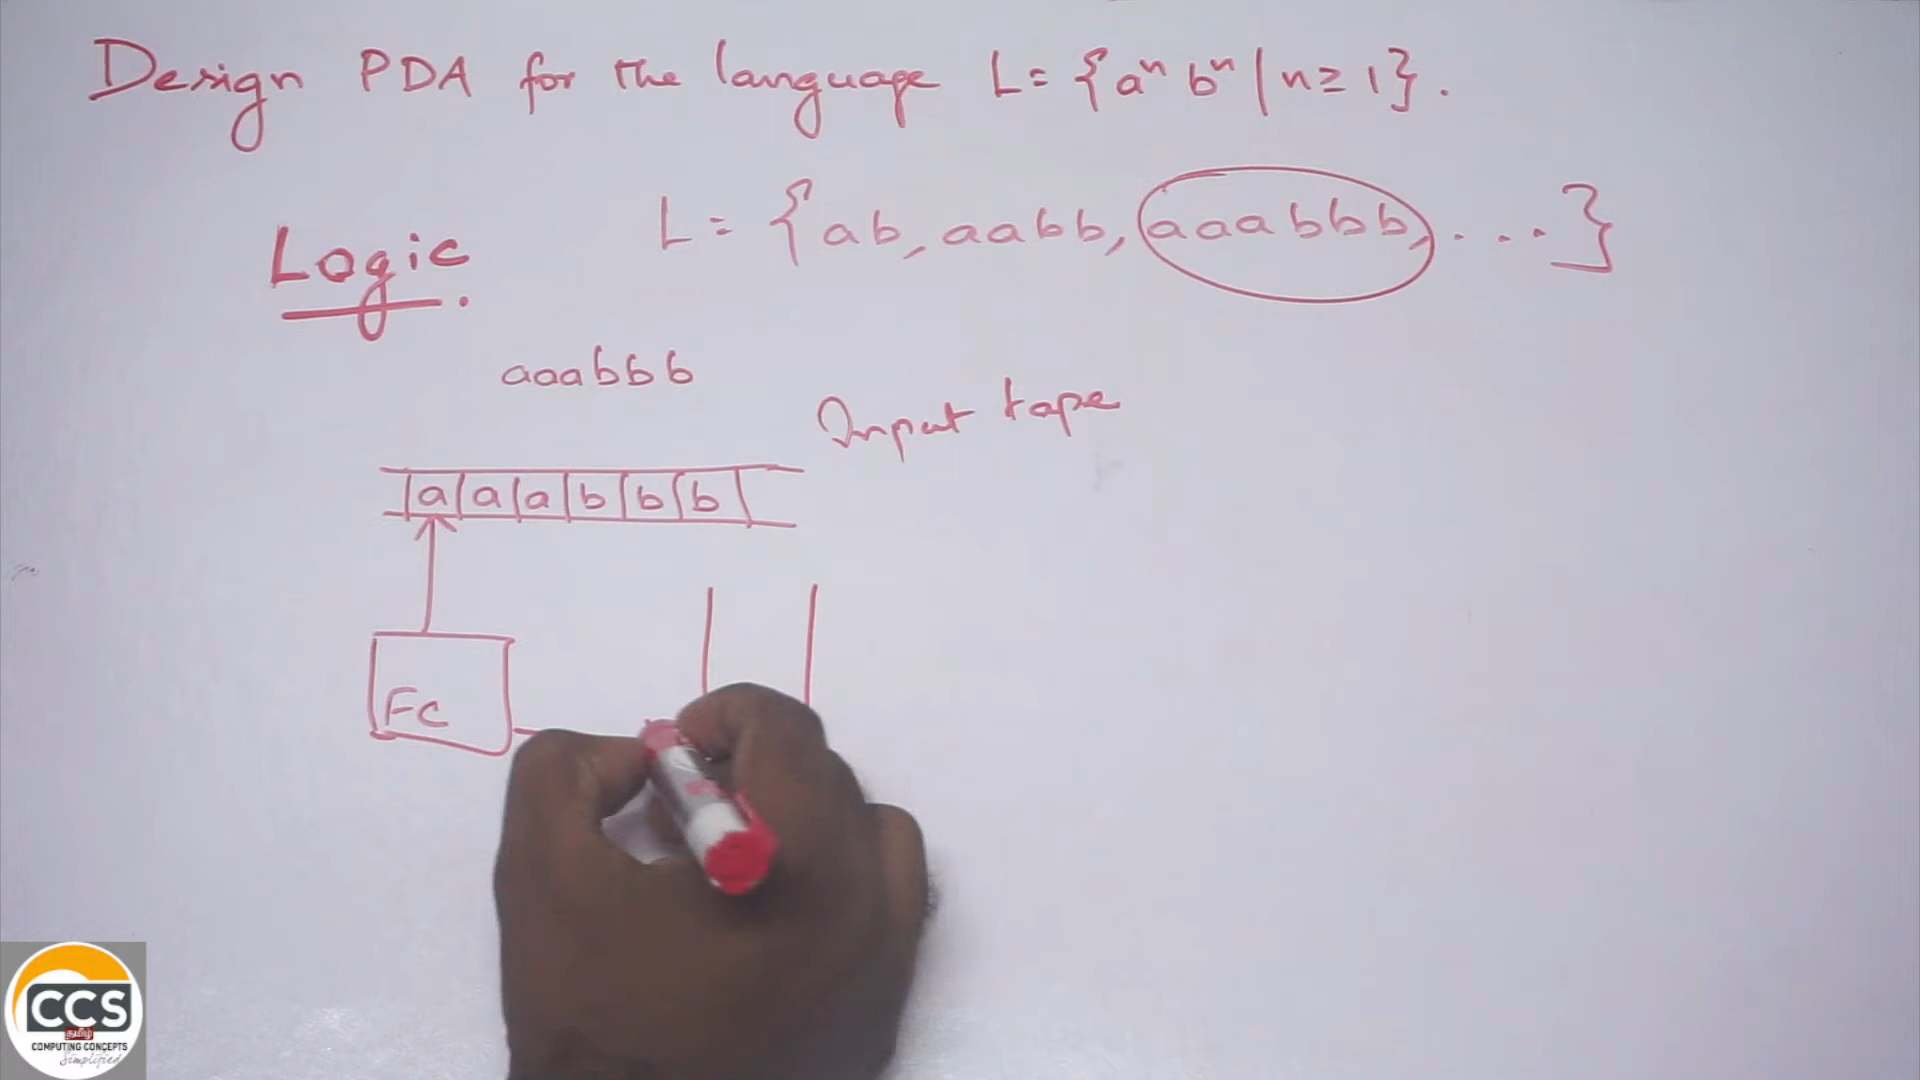 Design PDA for the language L = {aⁿ bⁿ | n ≥ 1}.
L = {ab, aabb, aaabbb, . . . .}
Logic.
aaabbb
Input tape
a a a b b b
FC
CCS
தமிழ்
COMPUTING CONCEPTS
Simplified